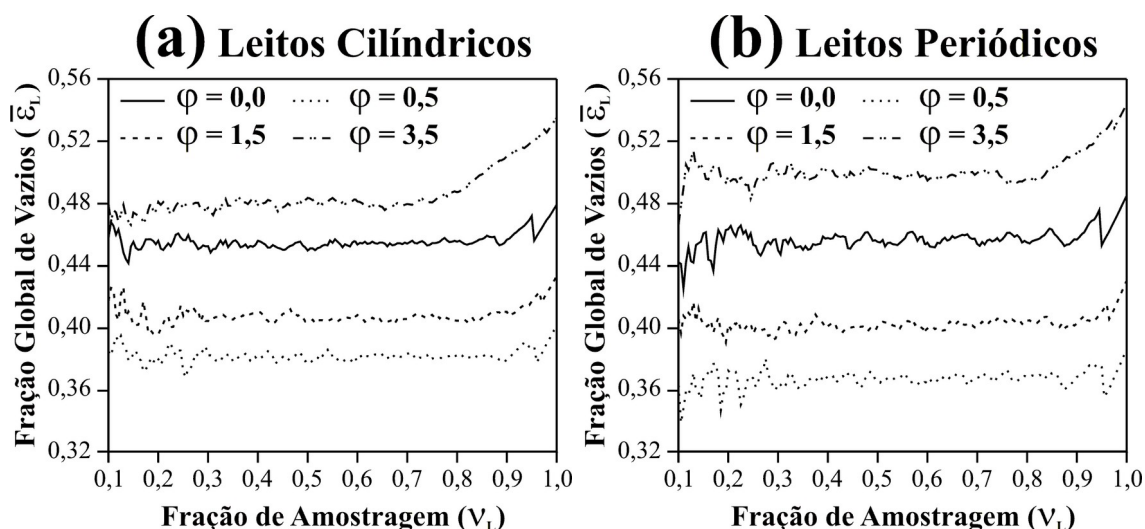 (a) Leitos Cilíndricos
Fração Global de Vazios ( ε̅L)
0,56
0,52
0,48
0,44
0,40
0,36
0,32
φ = 0,0
φ = 0,5
φ = 1,5
φ = 3,5
0,1 0,2 0,3 0,4 0,5 0,6 0,7 0,8 0,9 1,0
Fração de Amostragem (νL)
(b) Leitos Periódicos
Fração Global de Vazios ( ε̅L)
0,56
0,52
0,48
0,44
0,40
0,36
0,32
φ = 0,0
φ = 0,5
φ = 1,5
φ = 3,5
0,1 0,2 0,3 0,4 0,5 0,6 0,7 0,8 0,9 1,0
Fração de Amostragem (νL)